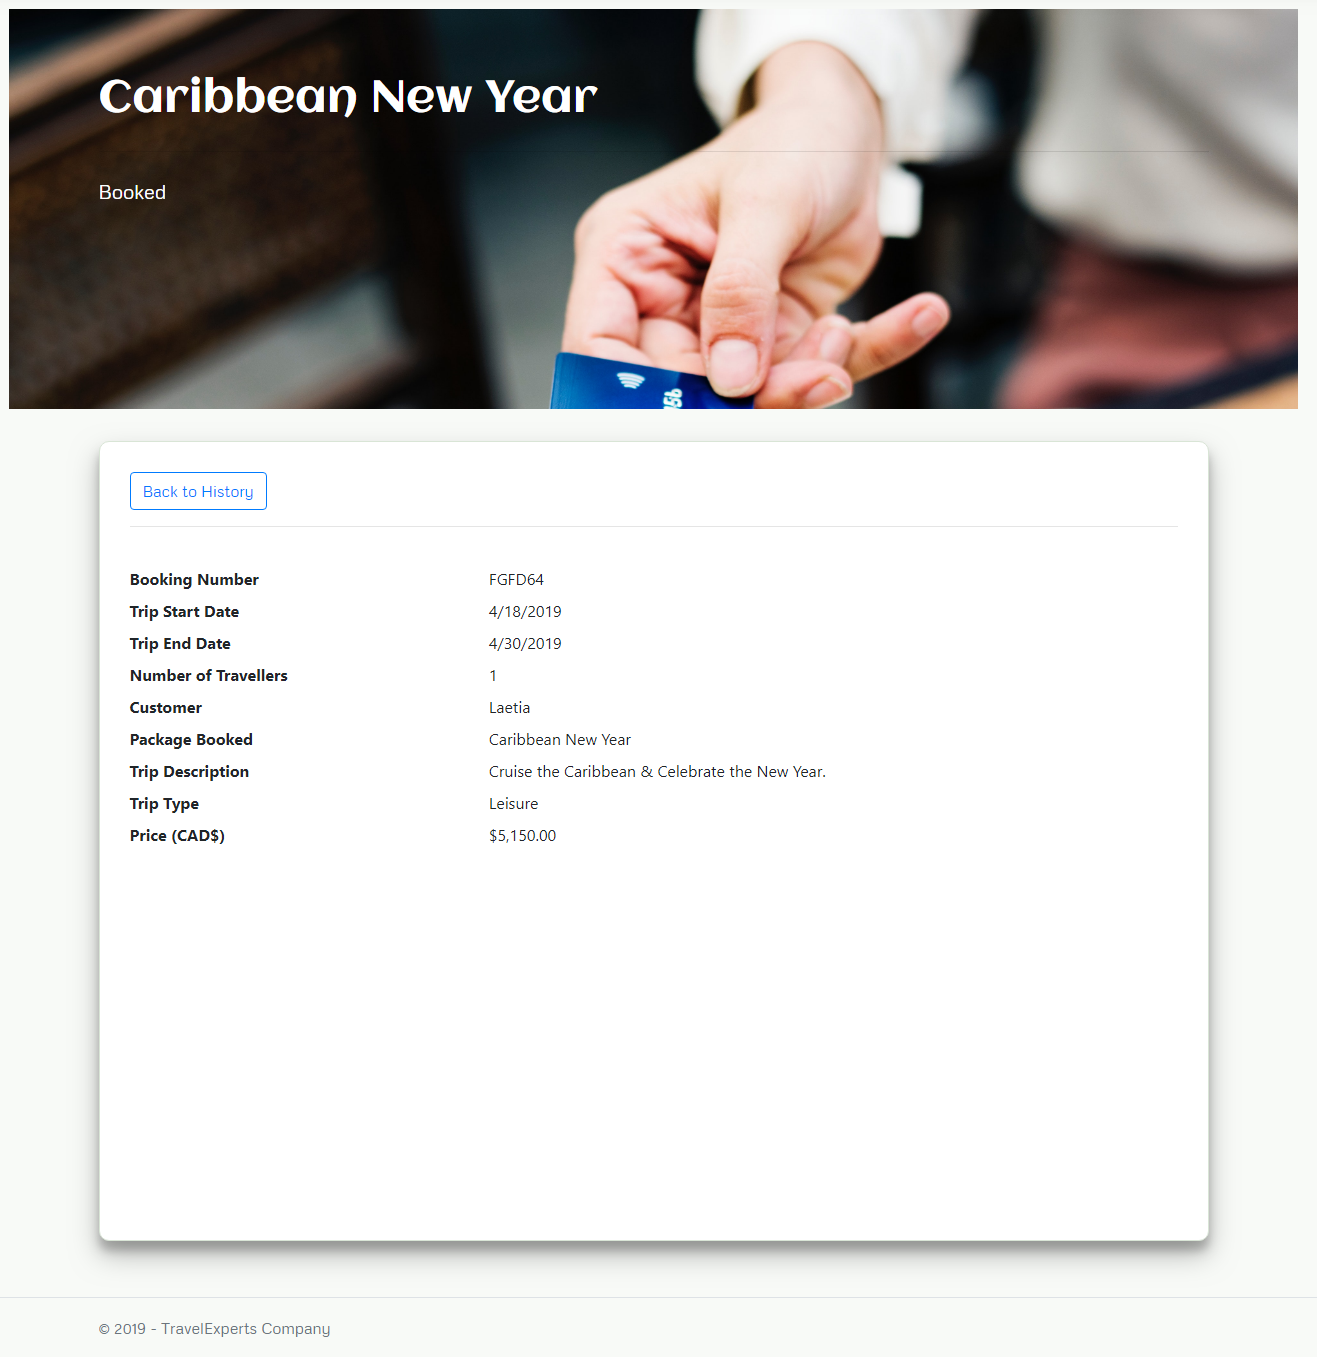 Caribbean New Year
Booked
Back to History
Booking Number FGFD64
Trip Start Date 4/18/2019
Trip End Date 4/30/2019
Number of Travellers 1
Customer Laetia
Package Booked Caribbean New Year
Trip Description Cruise the Caribbean & Celebrate the New Year.
Trip Type Leisure
Price (CAD$) $5,150.00
© 2019 - TravelExperts Company